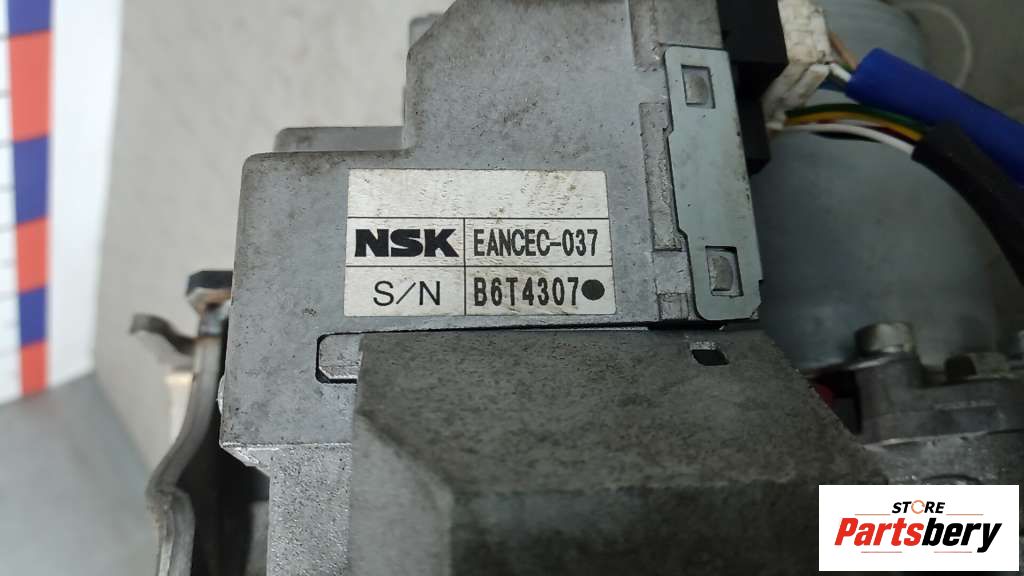 NSK EANCEC-037
S/N B6T4307●
STORE
Partsbery